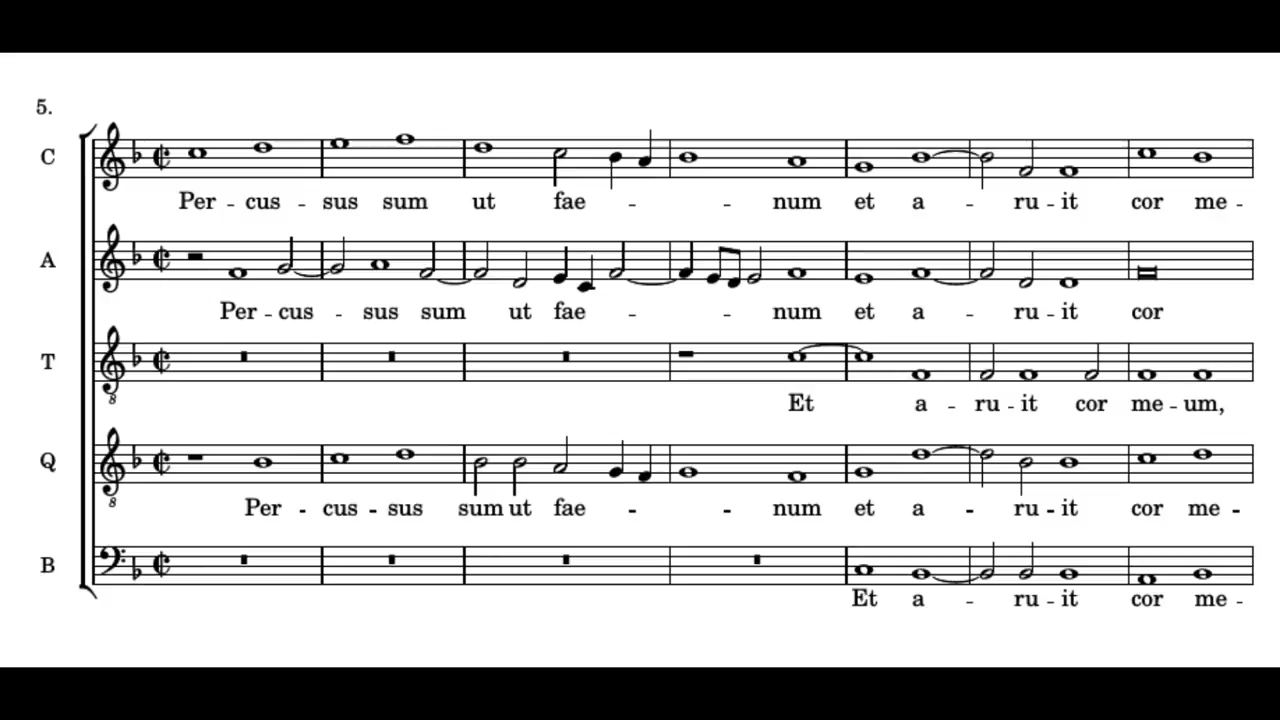 5.
C
Per - cus - sus sum ut fae - - - num et a - ru - it cor me -
A
Per - cus - sus sum ut fae - - - num et a - ru - it cor
T
8
Et a - ru - it cor me - um,
Q
8
Per - cus - sus sum ut fae - - num et a - ru - it cor me -
B
Et a - ru - it cor me -